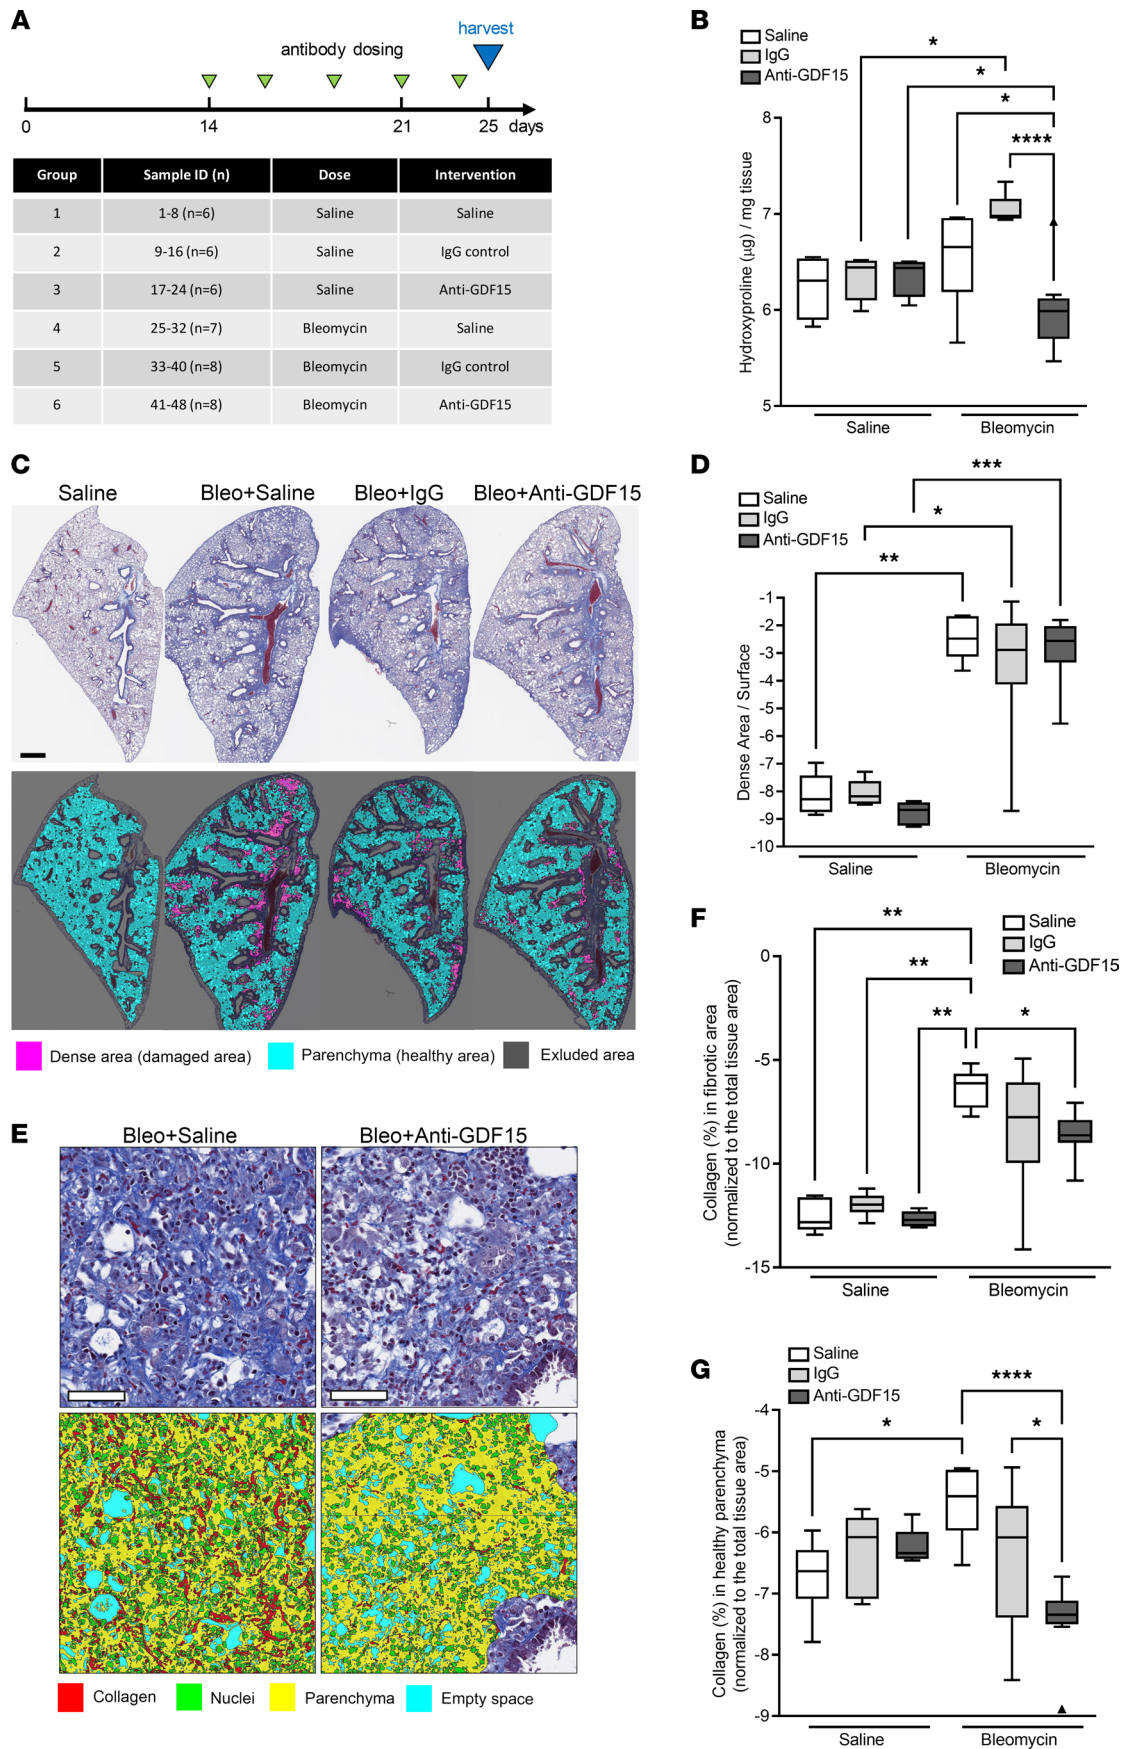 A
harvest
antibody dosing
0
14
21
25
days
Group Sample ID (n) Dose Intervention
1 1-8 (n=6) Saline Saline
2 9-16 (n=6) Saline IgG control
3 17-24 (n=6) Saline Anti-GDF15
4 25-32 (n=7) Bleomycin Saline
5 33-40 (n=8) Bleomycin IgG control
6 41-48 (n=8) Bleomycin Anti-GDF15
B
Saline
IgG
Anti-GDF15
*
*
*
****
Hydroxyproline (µg) / mg tissue
8
7
6
5
Saline
Bleomycin
C
Saline
Bleo+Saline
Bleo+IgG
Bleo+Anti-GDF15
Dense area (damaged area)
Parenchyma (healthy area)
Exluded area
D
Saline
IgG
Anti-GDF15
***
*
**
Dense Area / Surface
-1
-2
-3
-4
-5
-6
-7
-8
-9
-10
Saline
Bleomycin
E
Bleo+Saline
Bleo+Anti-GDF15
Collagen
Nuclei
Parenchyma
Empty space
F
Saline
IgG
Anti-GDF15
**
**
**
*
Collagen (%) in fibrotic area
(normalized to the total tissue area)
0
-5
-10
-15
Saline
Bleomycin
G
Saline
IgG
Anti-GDF15
****
*
*
Collagen (%) in healthy parenchyma
(normalized to the total tissue area)
-4
-5
-6
-7
-8
-9
Saline
Bleomycin